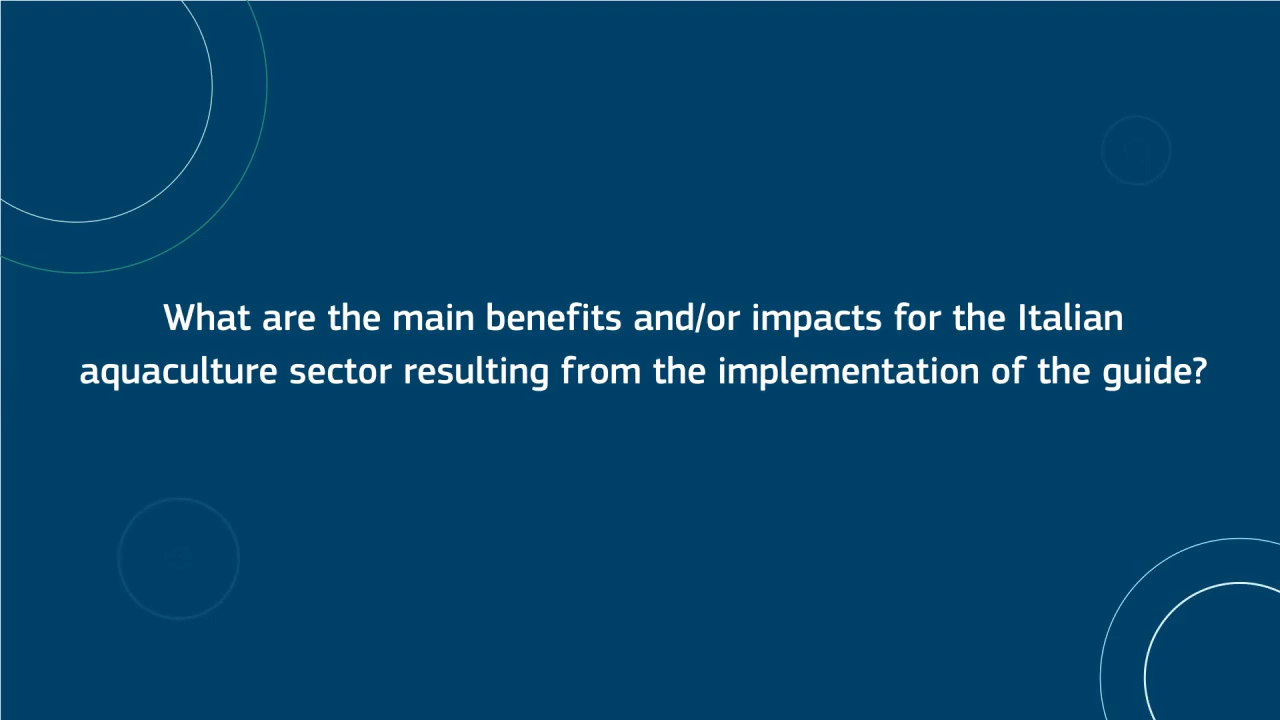 What are the main benefits and/or impacts for the Italian
aquaculture sector resulting from the implementation of the guide?